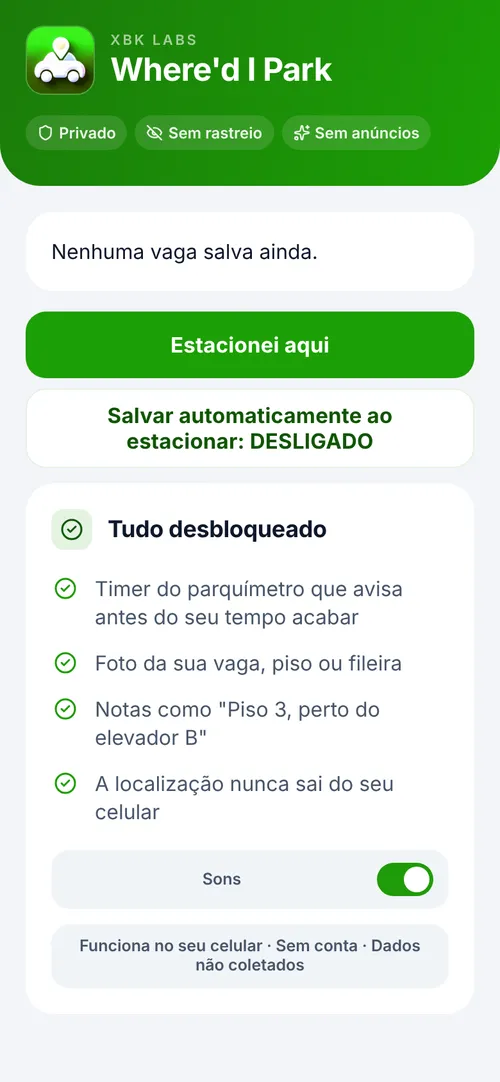 XBK LABS
Where'd I Park
Privado
Sem rastreio
Sem anúncios
Nenhuma vaga salva ainda.
Estacionei aqui
Salvar automaticamente ao
estacionar: DESLIGADO
Tudo desbloqueado
Timer do parquímetro que avisa
antes do seu tempo acabar
Foto da sua vaga, piso ou fileira
Notas como "Piso 3, perto do
elevador B"
A localização nunca sai do seu
celular
Sons
Funciona no seu celular · Sem conta · Dados
não coletados